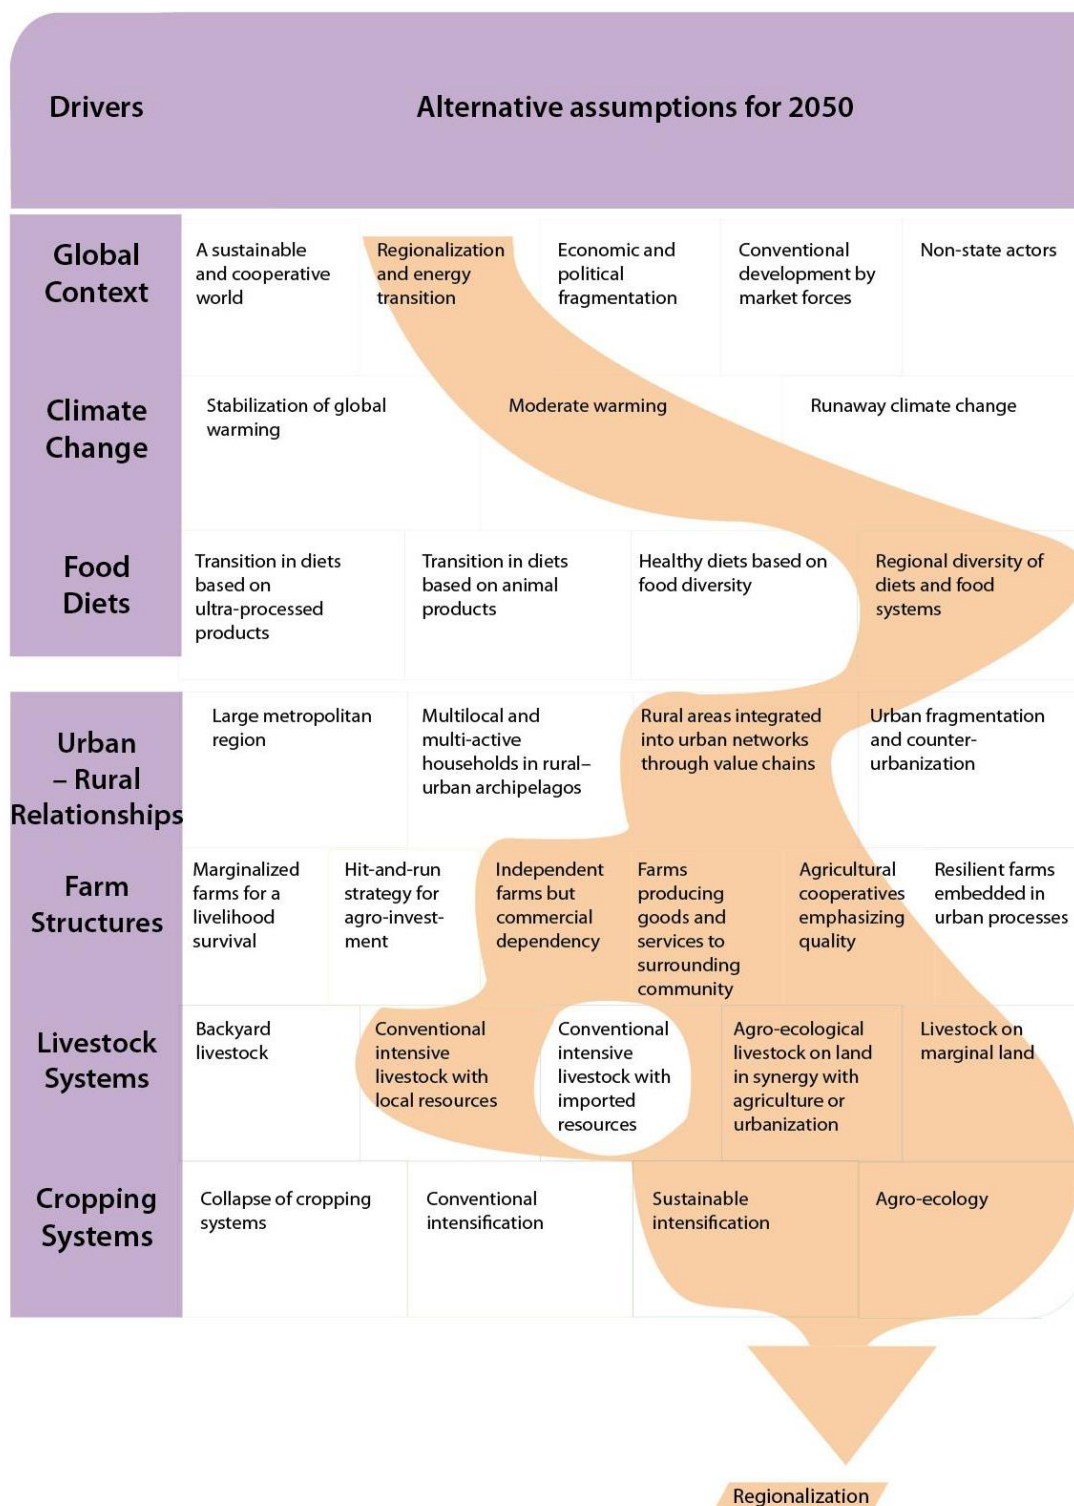 Drivers
Alternative assumptions for 2050
Global
Context
A sustainable
and cooperative
world
Regionalization
and energy
transition
Economic and
political
fragmentation
Conventional
development by
market forces
Non-state actors
Climate
Change
Stabilization of global
warming
Moderate warming
Runaway climate change
Food
Diets
Transition in diets
based on
ultra-processed
products
Transition in diets
based on animal
products
Healthy diets based on
food diversity
Regional diversity of
diets and food
systems
Urban
– Rural
Relationships
Large metropolitan
region
Multilocal and
multi-active
households in rural–
urban archipelagos
Rural areas integrated
into urban networks
through value chains
Urban fragmentation
and counter-
urbanization
Farm
Structures
Marginalized
farms for a
livelihood
survival
Hit-and-run
strategy for
agro-invest-
ment
Independent
farms but
commercial
dependency
Farms
producing
goods and
services to
surrounding
community
Agricultural
cooperatives
emphasizing
quality
Resilient farms
embedded in
urban processes
Livestock
Systems
Backyard
livestock
Conventional
intensive
livestock with
local resources
Conventional
intensive
livestock with
imported
resources
Agro-ecological
livestock on land
in synergy with
agriculture or
urbanization
Livestock on
marginal land
Cropping
Systems
Collapse of cropping
systems
Conventional
intensification
Sustainable
intensification
Agro-ecology
Regionalization